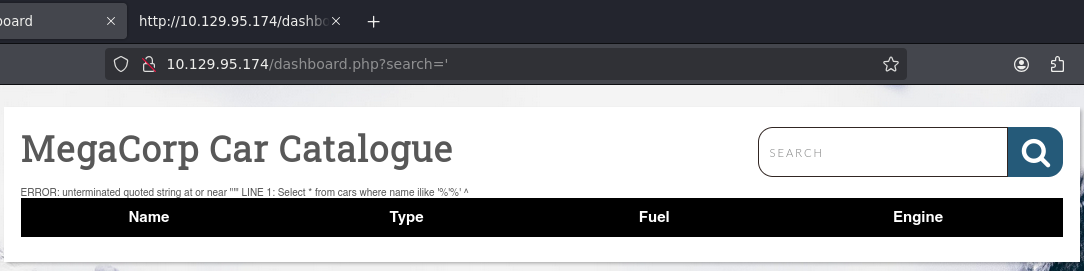 board
http://10.129.95.174/dashbo
10.129.95.174/dashboard.php?search='
MegaCorp Car Catalogue
SEARCH
ERROR: unterminated quoted string at or near "'" LINE 1: Select * from cars where name ilike '%'%' ^
Name Type Fuel Engine